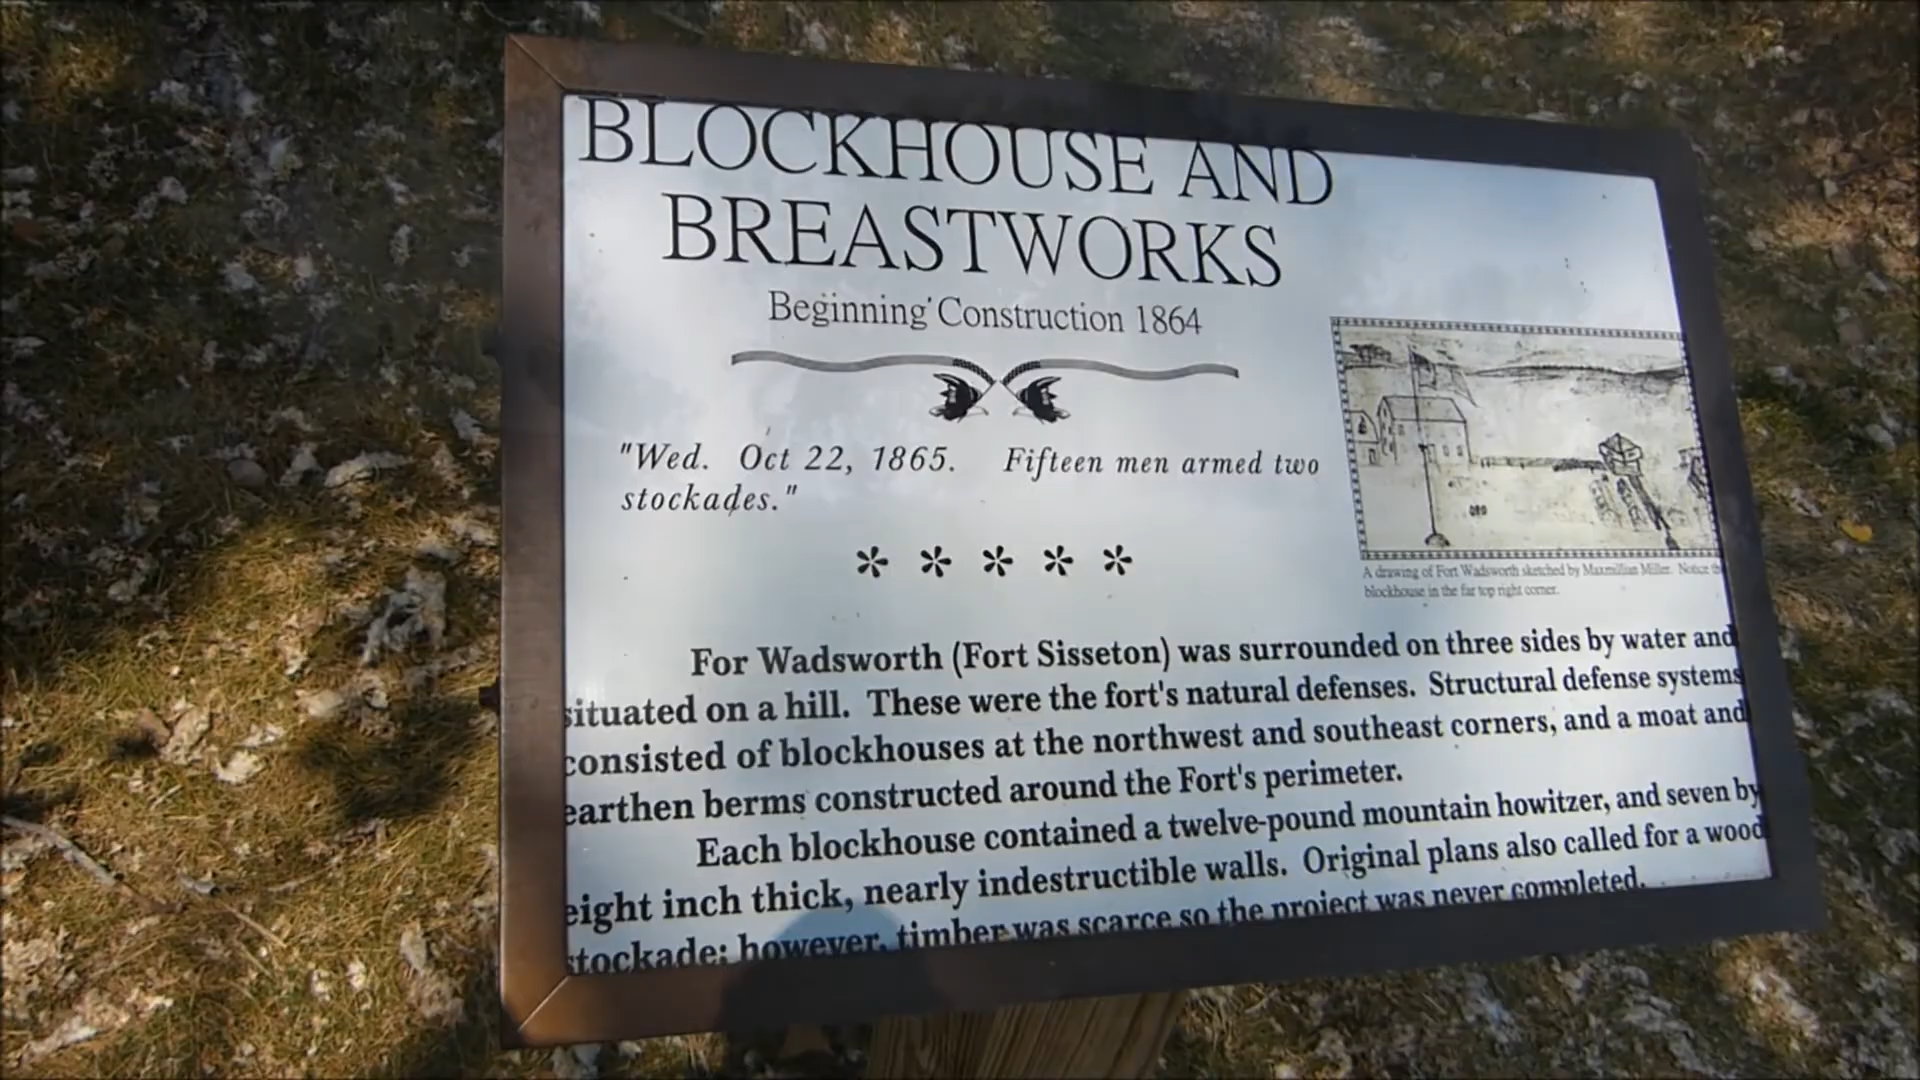 BLOCKHOUSE AND
BREASTWORKS
Beginning Construction 1864
"Wed. Oct 22, 1865. Fifteen men armed two
stockades."
* * * * *
A drawing of Fort Wadsworth sketched by Maxmillian Miller. Notice th
blockhouse in the far top right corner.
For Wadsworth (Fort Sisseton) was surrounded on three sides by water and
situated on a hill. These were the fort's natural defenses. Structural defense systems
consisted of blockhouses at the northwest and southeast corners, and a moat and
earthen berms constructed around the Fort's perimeter.
Each blockhouse contained a twelve-pound mountain howitzer, and seven by
eight inch thick, nearly indestructible walls. Original plans also called for a wood
stockade; however, timber was scarce so the project was never completed.